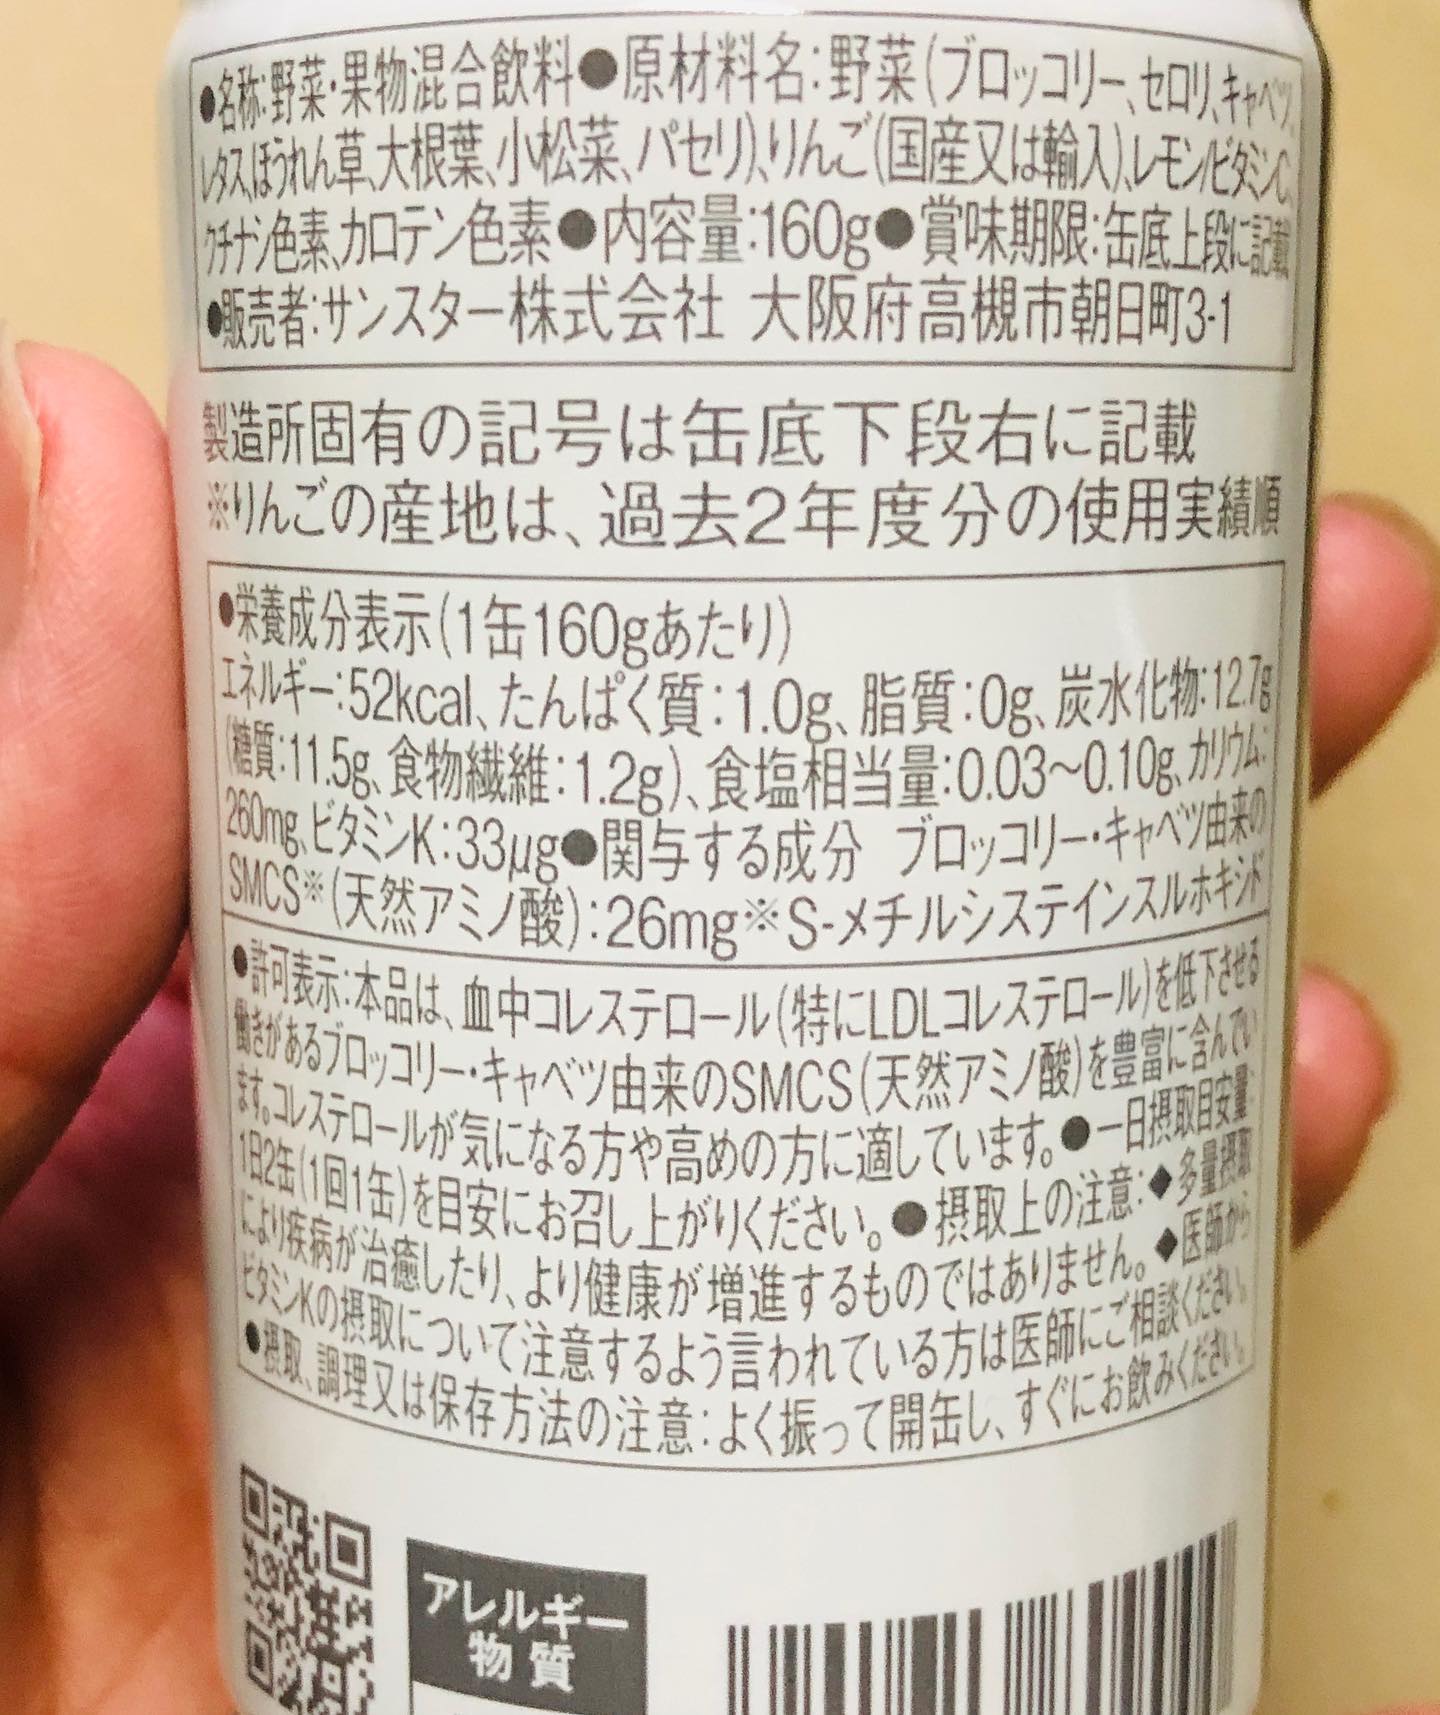 ●名称:野菜・果物混合飲料●原材料名:野菜(ブロッコリー、セロリ、キャベツ、
レタス、ほうれん草、大根葉、小松菜、パセリ)、りんご(国産又は輸入)、レモン/ビタミンC、
クチナシ色素、カロテン色素●内容量:160g●賞味期限:缶底上段に記載
●販売者:サンスター株式会社 大阪府高槻市朝日町3-1
製造所固有の記号は缶底下段右に記載
※りんごの産地は、過去2年度分の使用実績順
●栄養成分表示(1缶160gあたり)
エネルギー:52kcal、たんぱく質:1.0g、脂質:0g、炭水化物:12.7g
(糖質:11.5g、食物繊維:1.2g)、食塩相当量:0.03〜0.10g、カリウム:
260mg、ビタミンK:33μg●関与する成分 ブロッコリー・キャベツ由来の
SMCS※(天然アミノ酸):26mg※S-メチルシステインスルホキシド
●許可表示:本品は、血中コレステロール(特にLDLコレステロール)を低下させる
働きがあるブロッコリー・キャベツ由来のSMCS(天然アミノ酸)を豊富に含んでい
ます。コレステロールが気になる方や高めの方に適しています。●一日摂取目安量:
1日2缶(1回1缶)を目安にお召し上がりください。●摂取上の注意:◆多量摂取
により疾病が治癒したり、より健康が増進するものではありません。◆医師から
ビタミンKの摂取について注意するよう言われている方は医師にご相談ください。
●摂取、調理又は保存方法の注意:よく振って開缶し、すぐにお飲みください。
アレルギー
物質